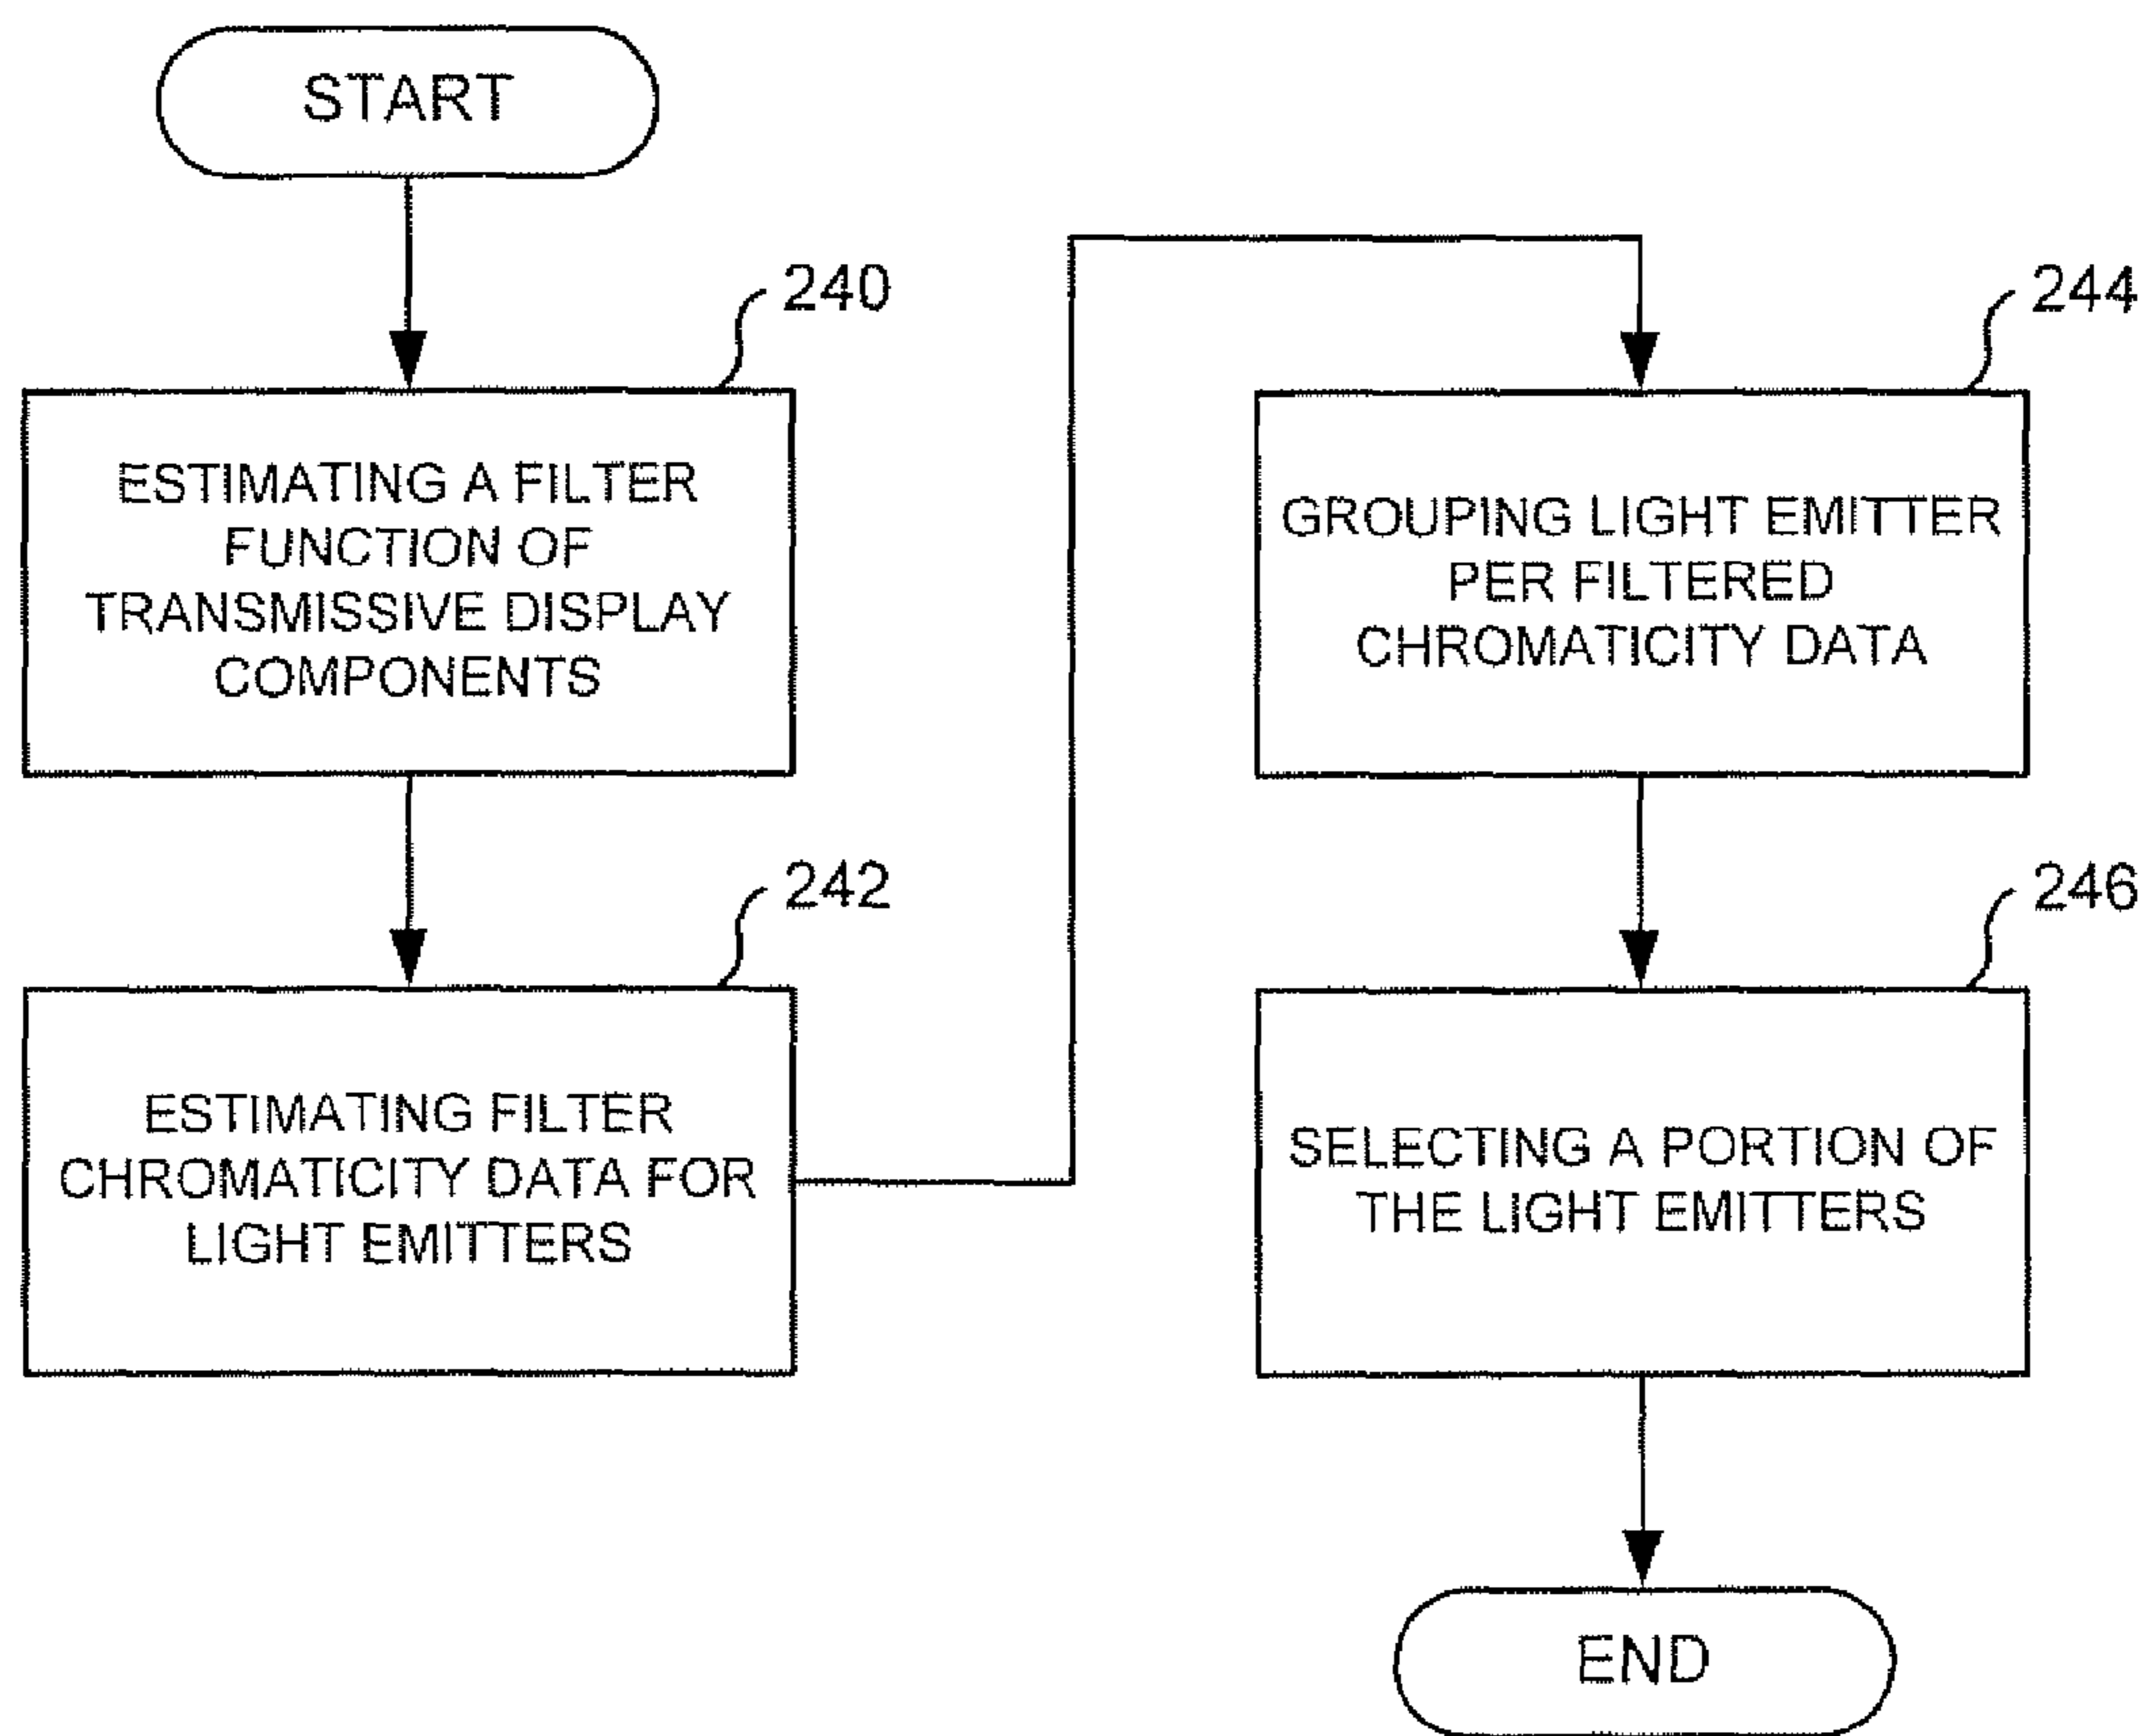 START
240
ESTIMATING A FILTER
FUNCTION OF
TRANSMISSIVE DISPLAY
COMPONENTS
242
ESTIMATING FILTER
CHROMATICITY DATA FOR
LIGHT EMITTERS
244
GROUPING LIGHT EMITTER
PER FILTERED
CHROMATICITY DATA
246
SELECTING A PORTION OF
THE LIGHT EMITTERS
END